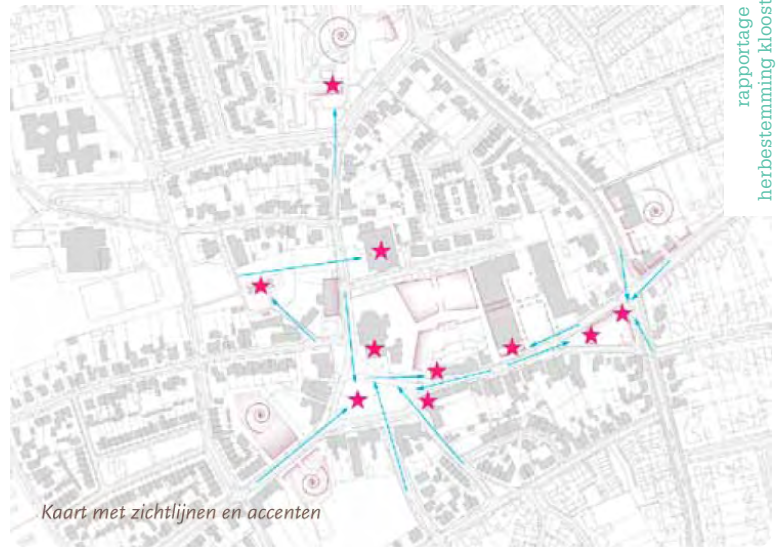 rapportage
herbestemming kloost
Kaart met zichtlijnen en accenten